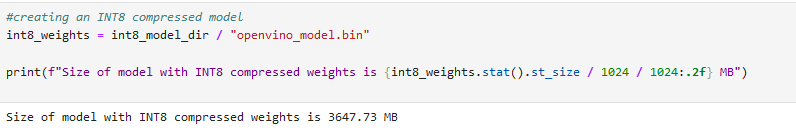 #creating an INT8 compressed model
int8_weights = int8_model_dir / "openvino_model.bin"
print(f"Size of model with INT8 compressed weights is {int8_weights.stat().st_size / 1024 / 1024:.2f} MB")
Size of model with INT8 compressed weights is 3647.73 MB